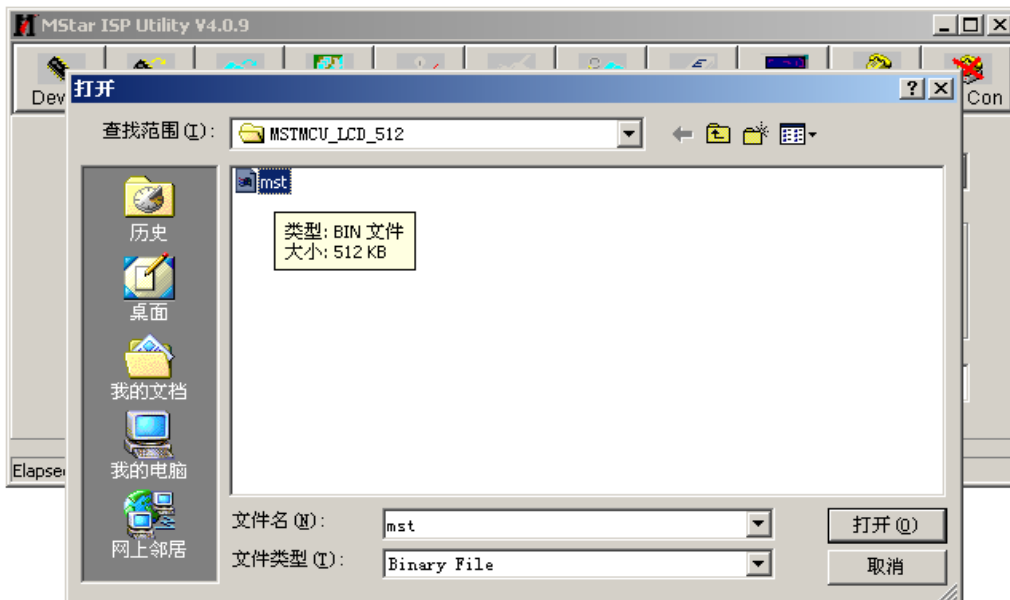 MStar ISP Utility V4.0.9
Dev
Con
打开
查找范围(I):
MSTMCU_LCD_512
mst
类型: BIN 文件
大小: 512 KB
历史
桌面
我的文档
我的电脑
网上邻居
Elapse
文件名(N):
mst
打开(O)
文件类型(T):
Binary File
取消